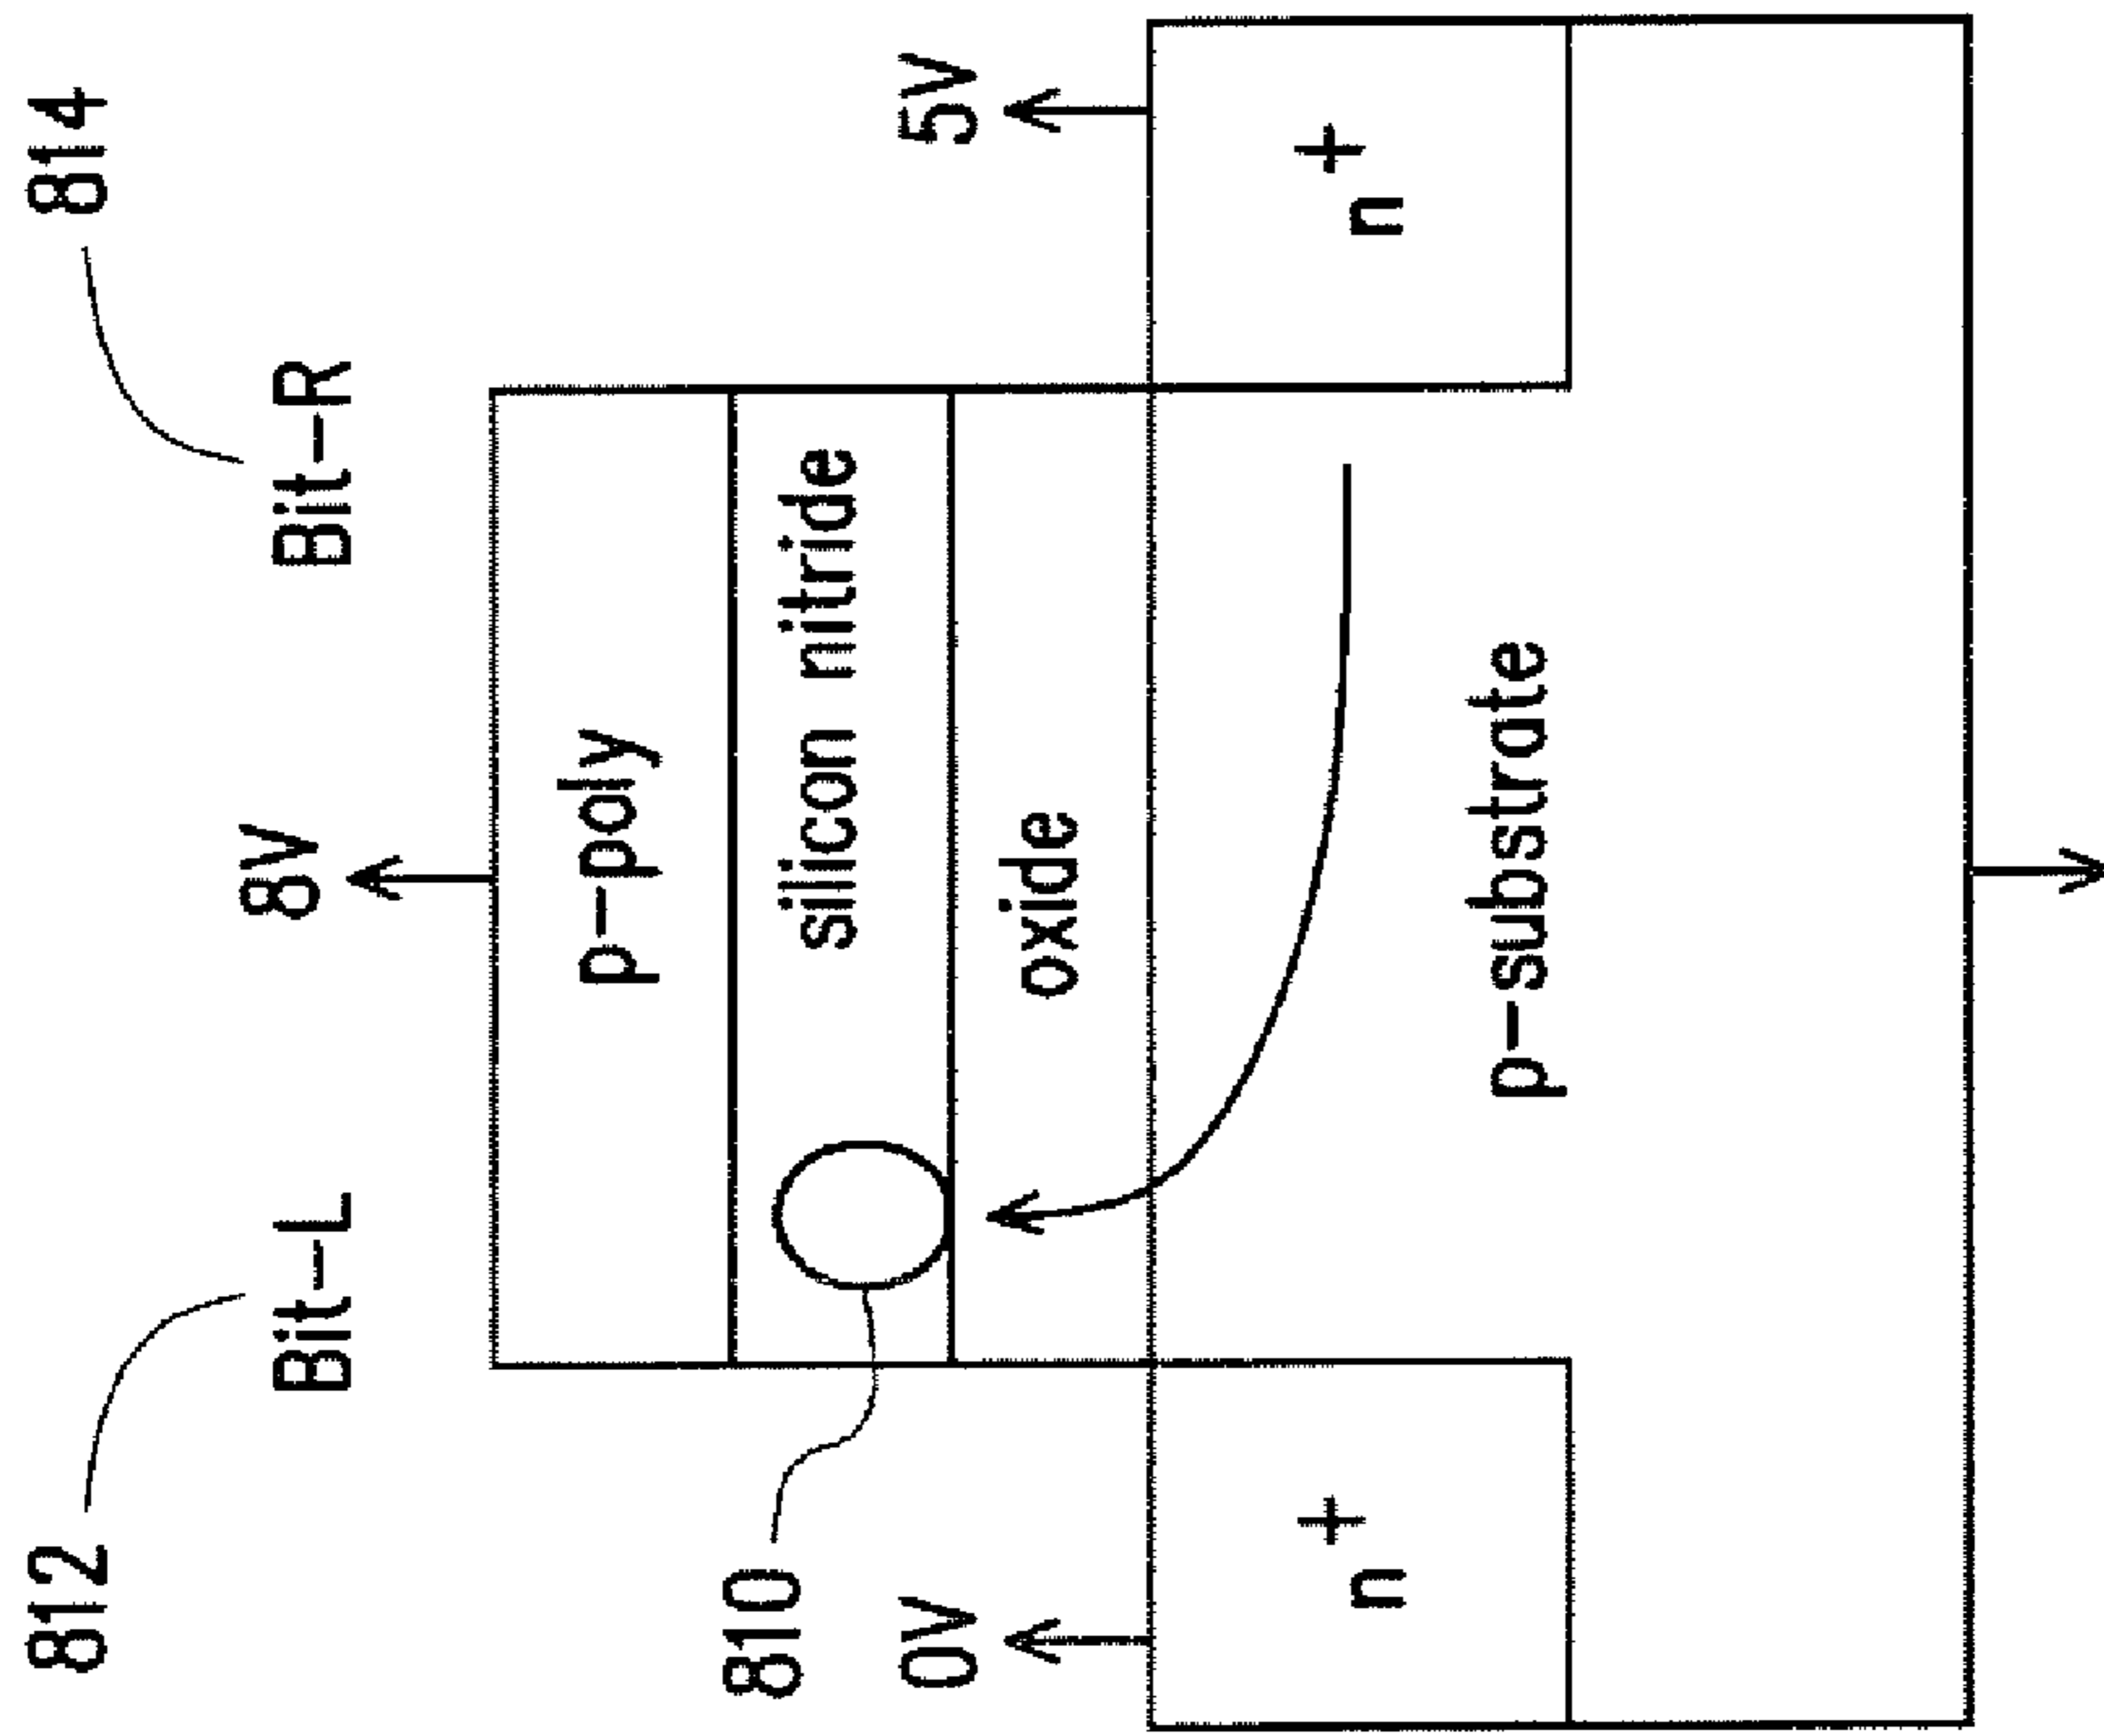 812
814
Bit-L
8V
Bit-R
p-poly
810
silicon nitride
0V
oxide
5V
n+
n+
p-substrate